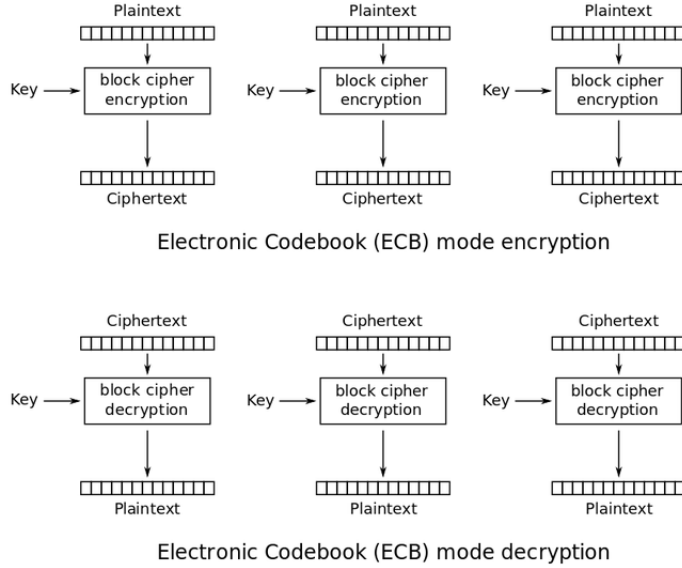 Plaintext Plaintext Plaintext
Key block cipher encryption Key block cipher encryption Key block cipher encryption
Ciphertext Ciphertext Ciphertext
Electronic Codebook (ECB) mode encryption
Ciphertext Ciphertext Ciphertext
Key block cipher decryption Key block cipher decryption Key block cipher decryption
Plaintext Plaintext Plaintext
Electronic Codebook (ECB) mode decryption